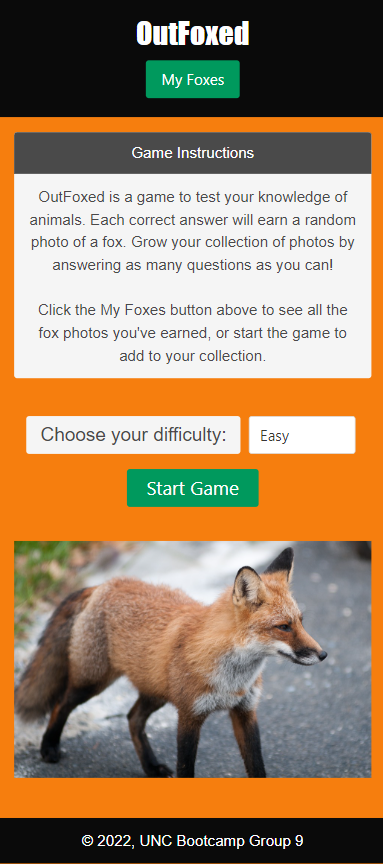 OutFoxed
My Foxes
Game Instructions
OutFoxed is a game to test your knowledge of
animals. Each correct answer will earn a random
photo of a fox. Grow your collection of photos by
answering as many questions as you can!
Click the My Foxes button above to see all the
fox photos you've earned, or start the game to
add to your collection.
Choose your difficulty: Easy
Start Game
© 2022, UNC Bootcamp Group 9